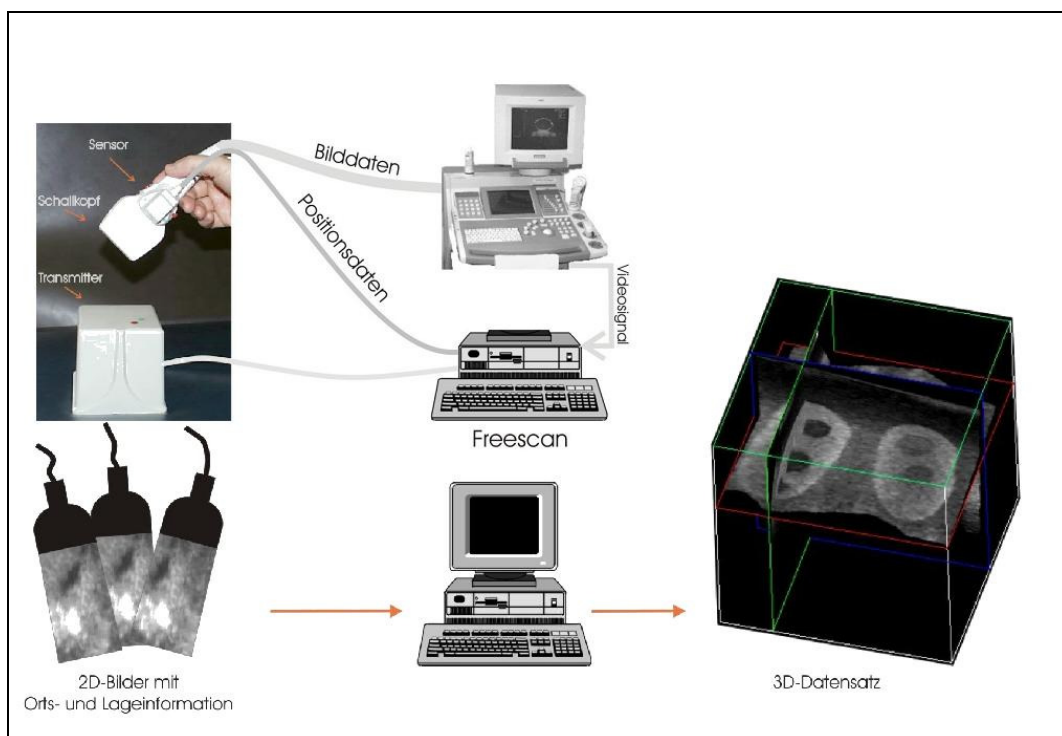 Sensor
Schallkopf
Transmitter
Bilddaten
Positionsdaten
Videosignal
Freescan
2D-Bilder mit
Orts- und Lageinformation
3D-Datensatz